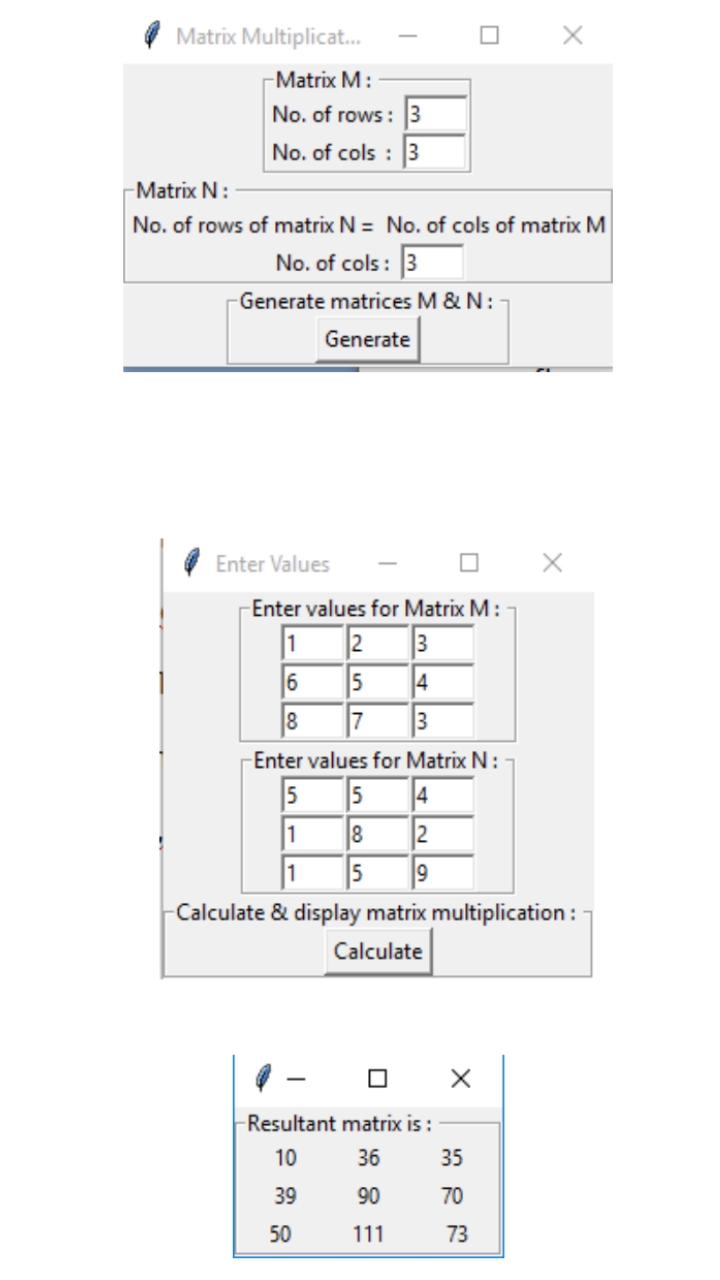 Matrix Multiplicat...
Matrix M :
No. of rows : 3
No. of cols : 3
Matrix N :
No. of rows of matrix N = No. of cols of matrix M
No. of cols : 3
Generate matrices M & N :
Generate
Enter Values
Enter values for Matrix M :
1 2 3
6 5 4
8 7 3
Enter values for Matrix N :
5 5 4
1 8 2
1 5 9
Calculate & display matrix multiplication :
Calculate
Resultant matrix is :
10 36 35
39 90 70
50 111 73